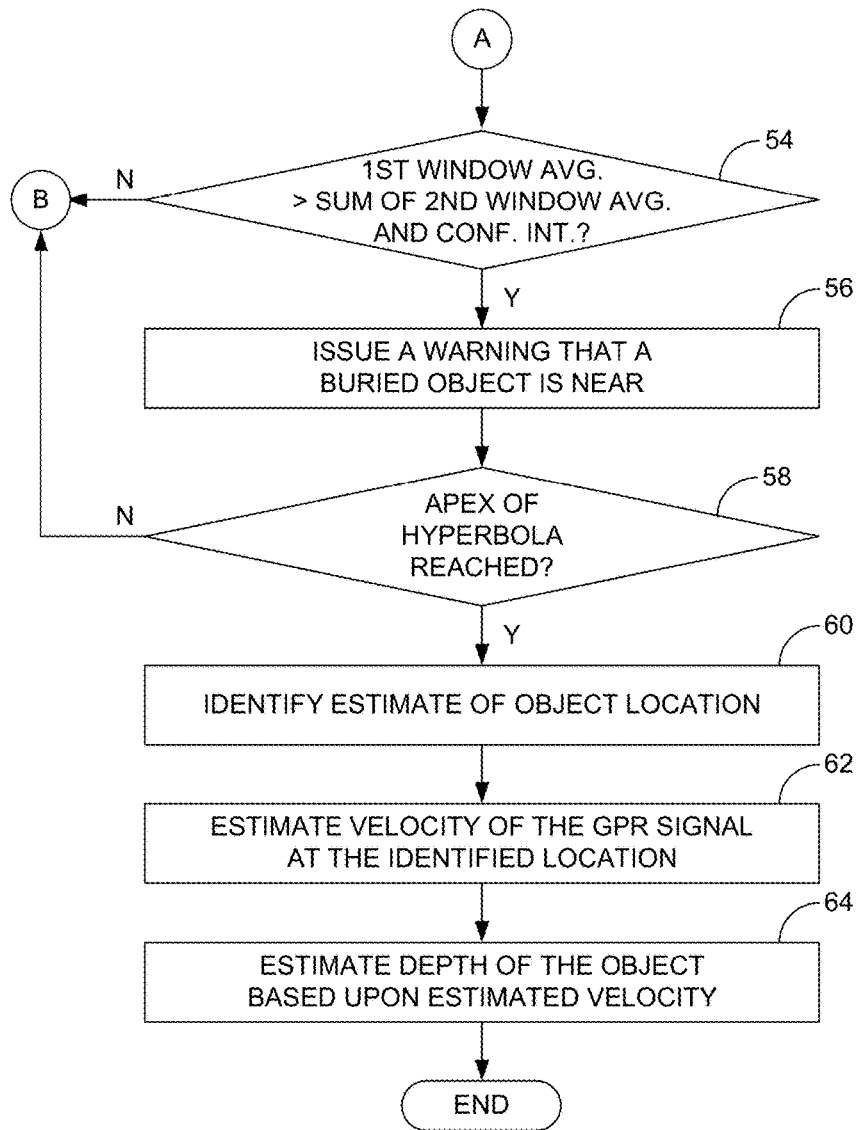 A
54
1ST WINDOW AVG.
> SUM OF 2ND WINDOW AVG.
AND CONF. INT.?
N
B
Y
56
ISSUE A WARNING THAT A
BURIED OBJECT IS NEAR
58
APEX OF
HYPERBOLA
REACHED?
N
Y
60
IDENTIFY ESTIMATE OF OBJECT LOCATION
62
ESTIMATE VELOCITY OF THE GPR SIGNAL
AT THE IDENTIFIED LOCATION
64
ESTIMATE DEPTH OF THE OBJECT
BASED UPON ESTIMATED VELOCITY
END